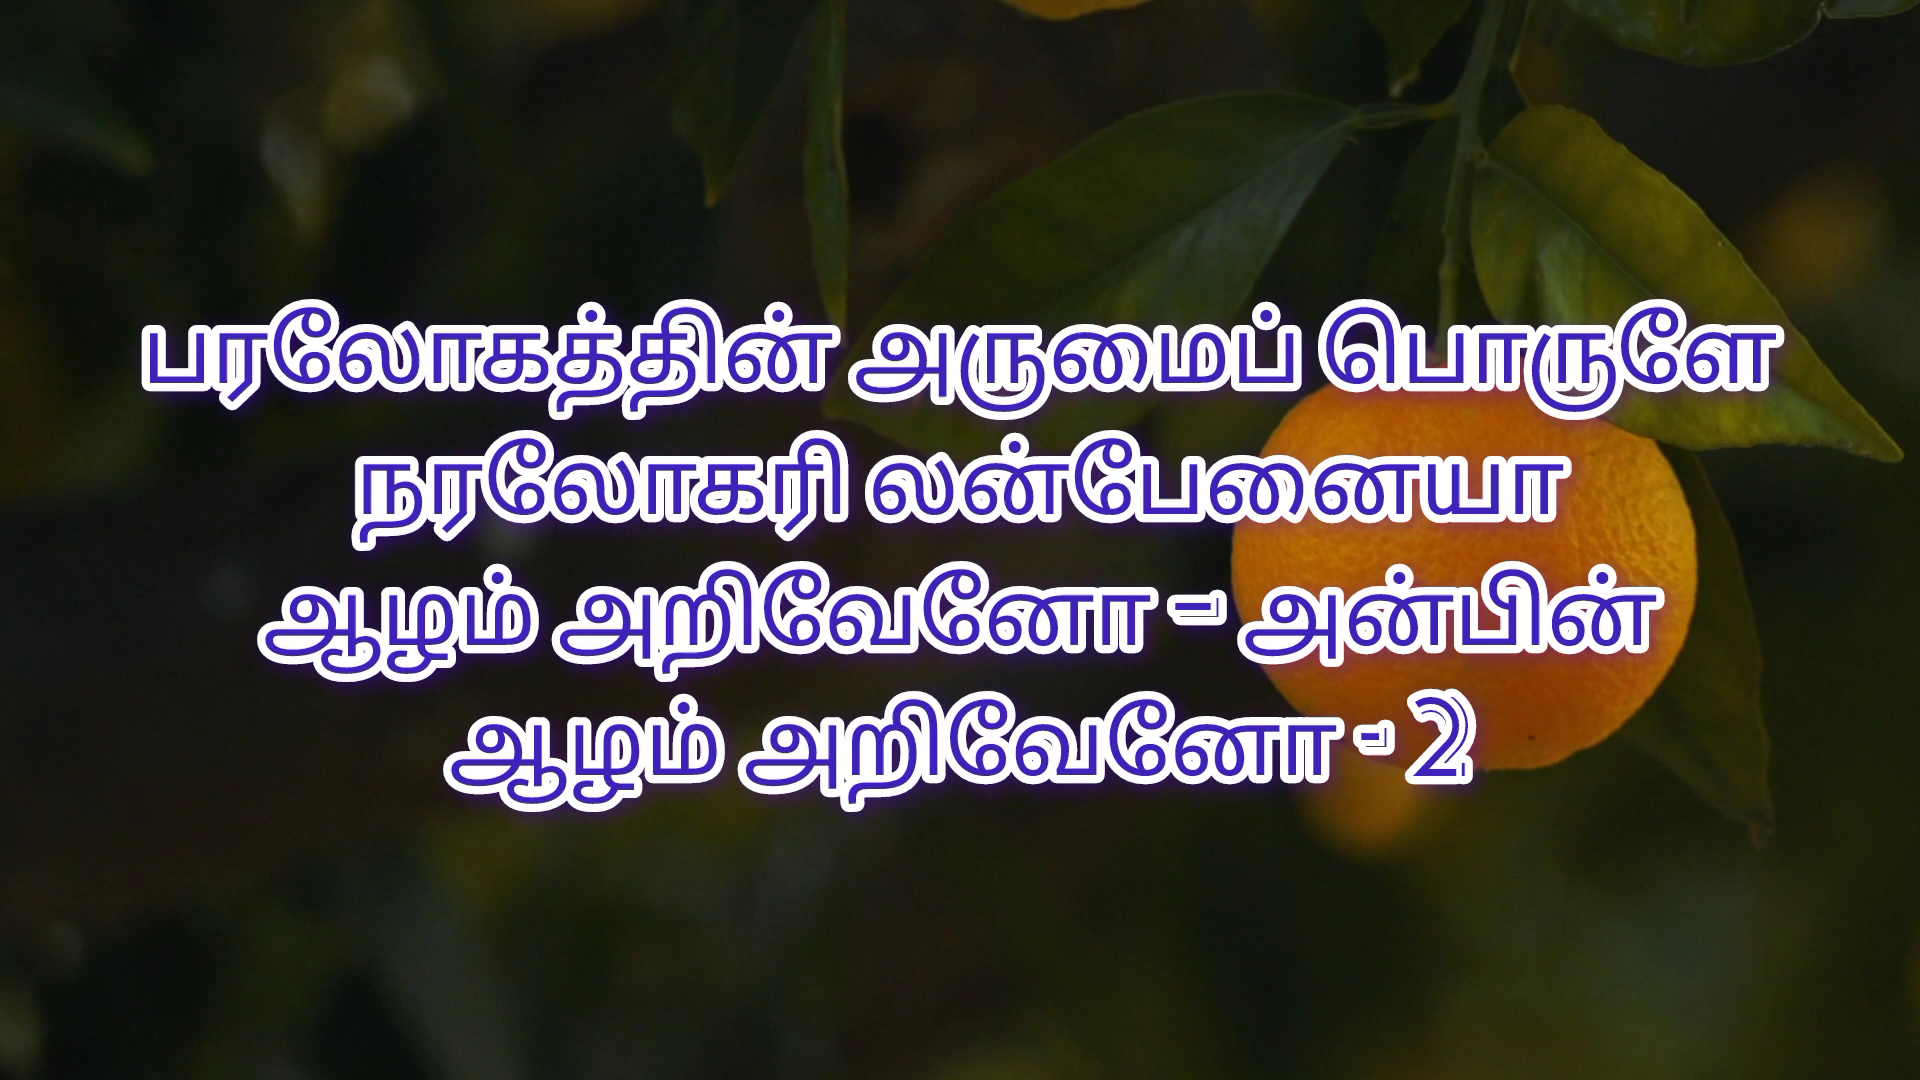 பரலோகத்தின் அருமைப் பொருளே
நரலோகரி லன்பேனையா
ஆழம் அறிவேனோ - அன்பின்
ஆழம் அறிவேனோ - 2